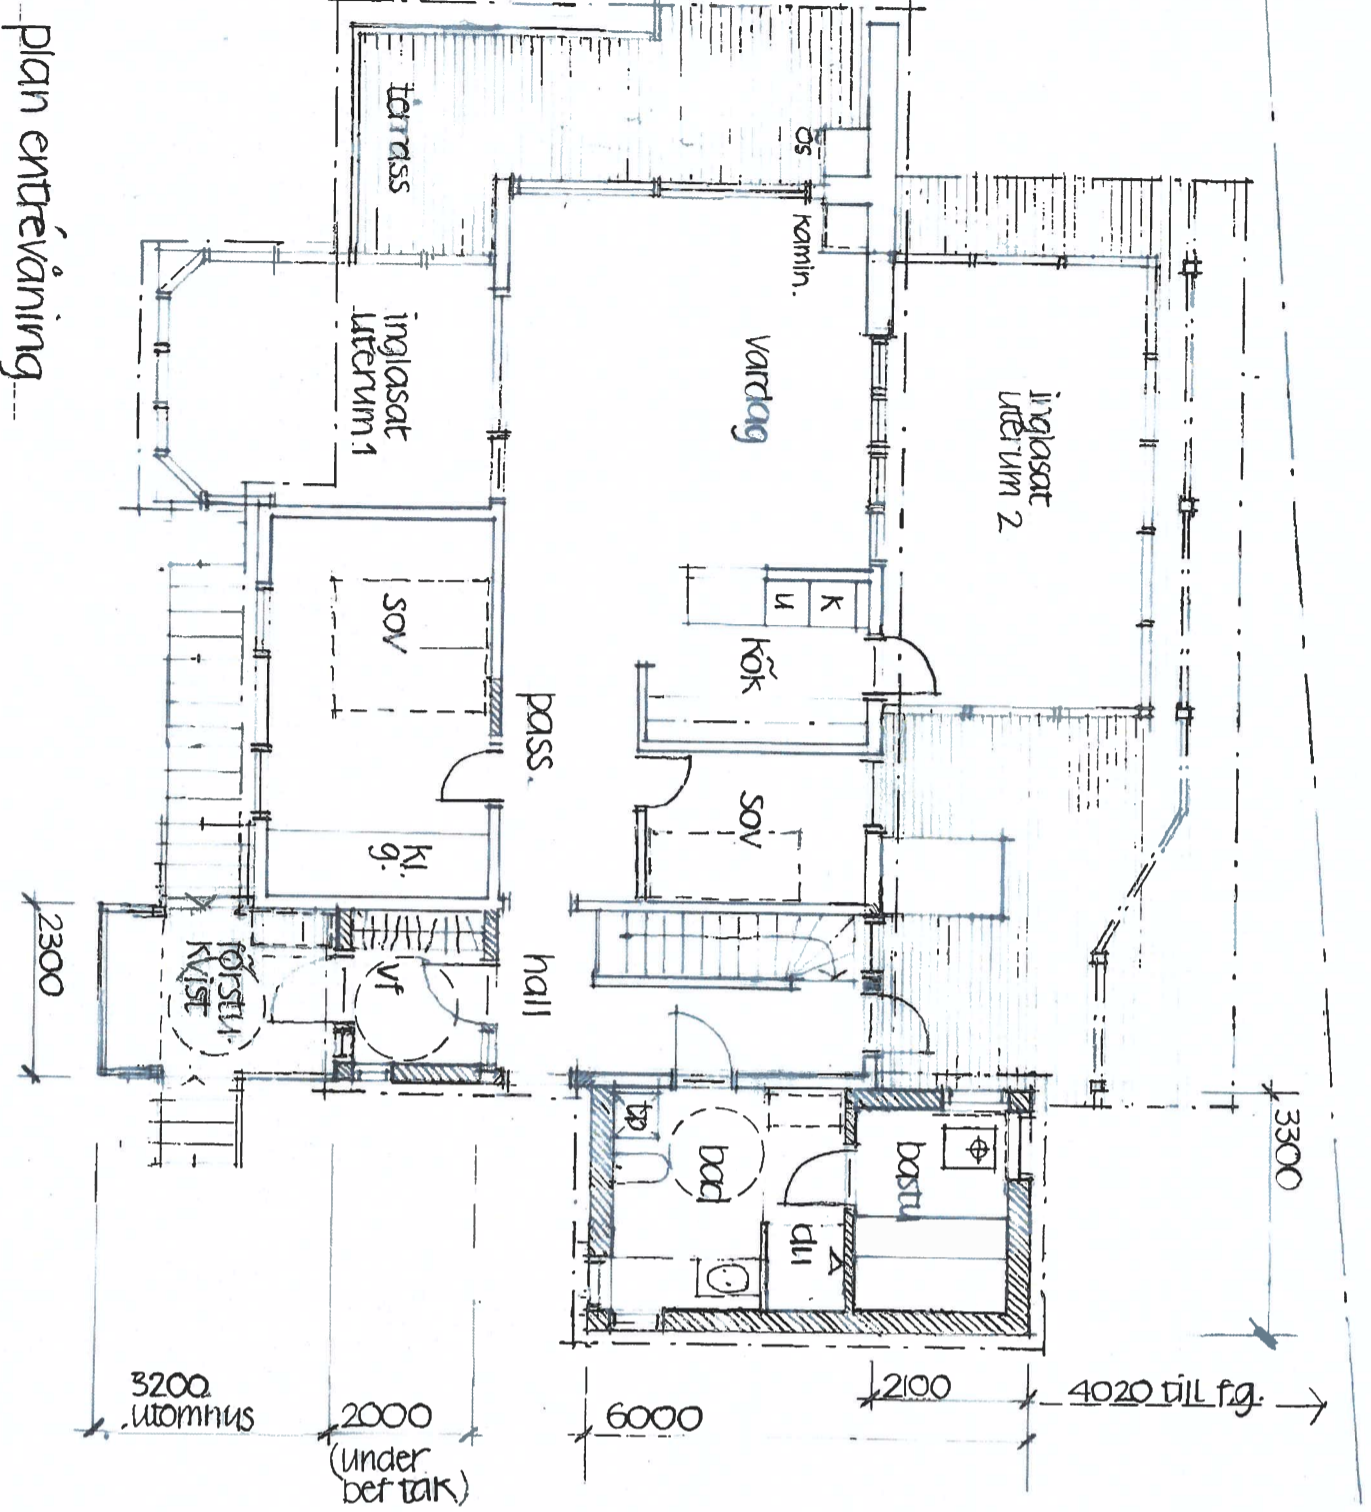 plan entrévåning
terrass
ös
kamin.
vardag
inglasat
uterum 1
inglasat
uterum 2
sov
u
k
kök
pass.
sov
kl.
g.
2300
förstu.
kvist
vf
hall
tp
bad
du
bastu
3300
3200
utomhus
2000
(under
bef tak)
6000
2100
4020 till f.g.